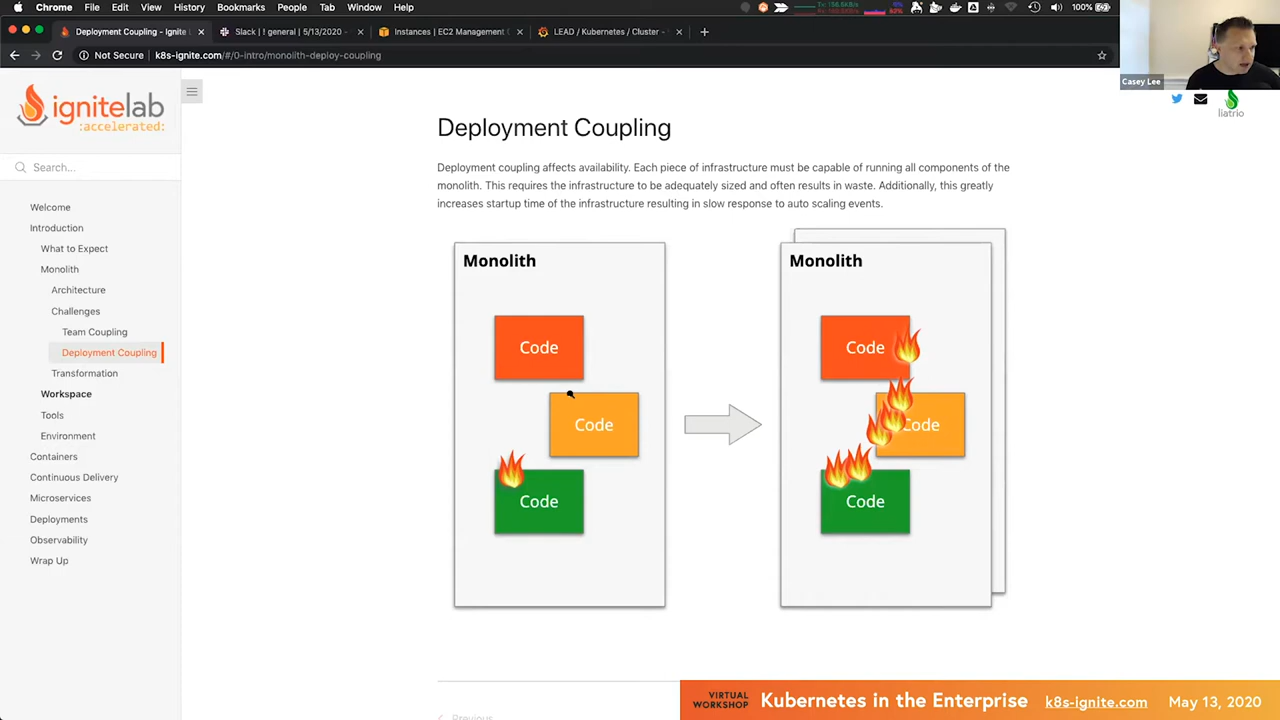 Chrome File Edit View History Bookmarks People Tab Window Help
100%
Deployment Coupling - Ignite L
Slack | ! general | 5/13/2020 -
Instances | EC2 Management C
LEAD / Kubernetes / Cluster -
Not Secure k8s-ignite.com/#/0-intro/monolith-deploy-coupling
Casey Lee
liatrio
ignitelab
:accelerated:
Search...
Welcome
Introduction
What to Expect
Monolith
Architecture
Challenges
Team Coupling
Deployment Coupling
Transformation
Workspace
Tools
Environment
Containers
Continuous Delivery
Microservices
Deployments
Observability
Wrap Up
Deployment Coupling
Deployment coupling affects availability. Each piece of infrastructure must be capable of running all components of the
monolith. This requires the infrastructure to be adequately sized and often results in waste. Additionally, this greatly
increases startup time of the infrastructure resulting in slow response to auto scaling events.
Monolith
Code
Code
Code
Monolith
Code
Code
Code
Previous
VIRTUAL
WORKSHOP
Kubernetes in the Enterprise k8s-ignite.com May 13, 2020